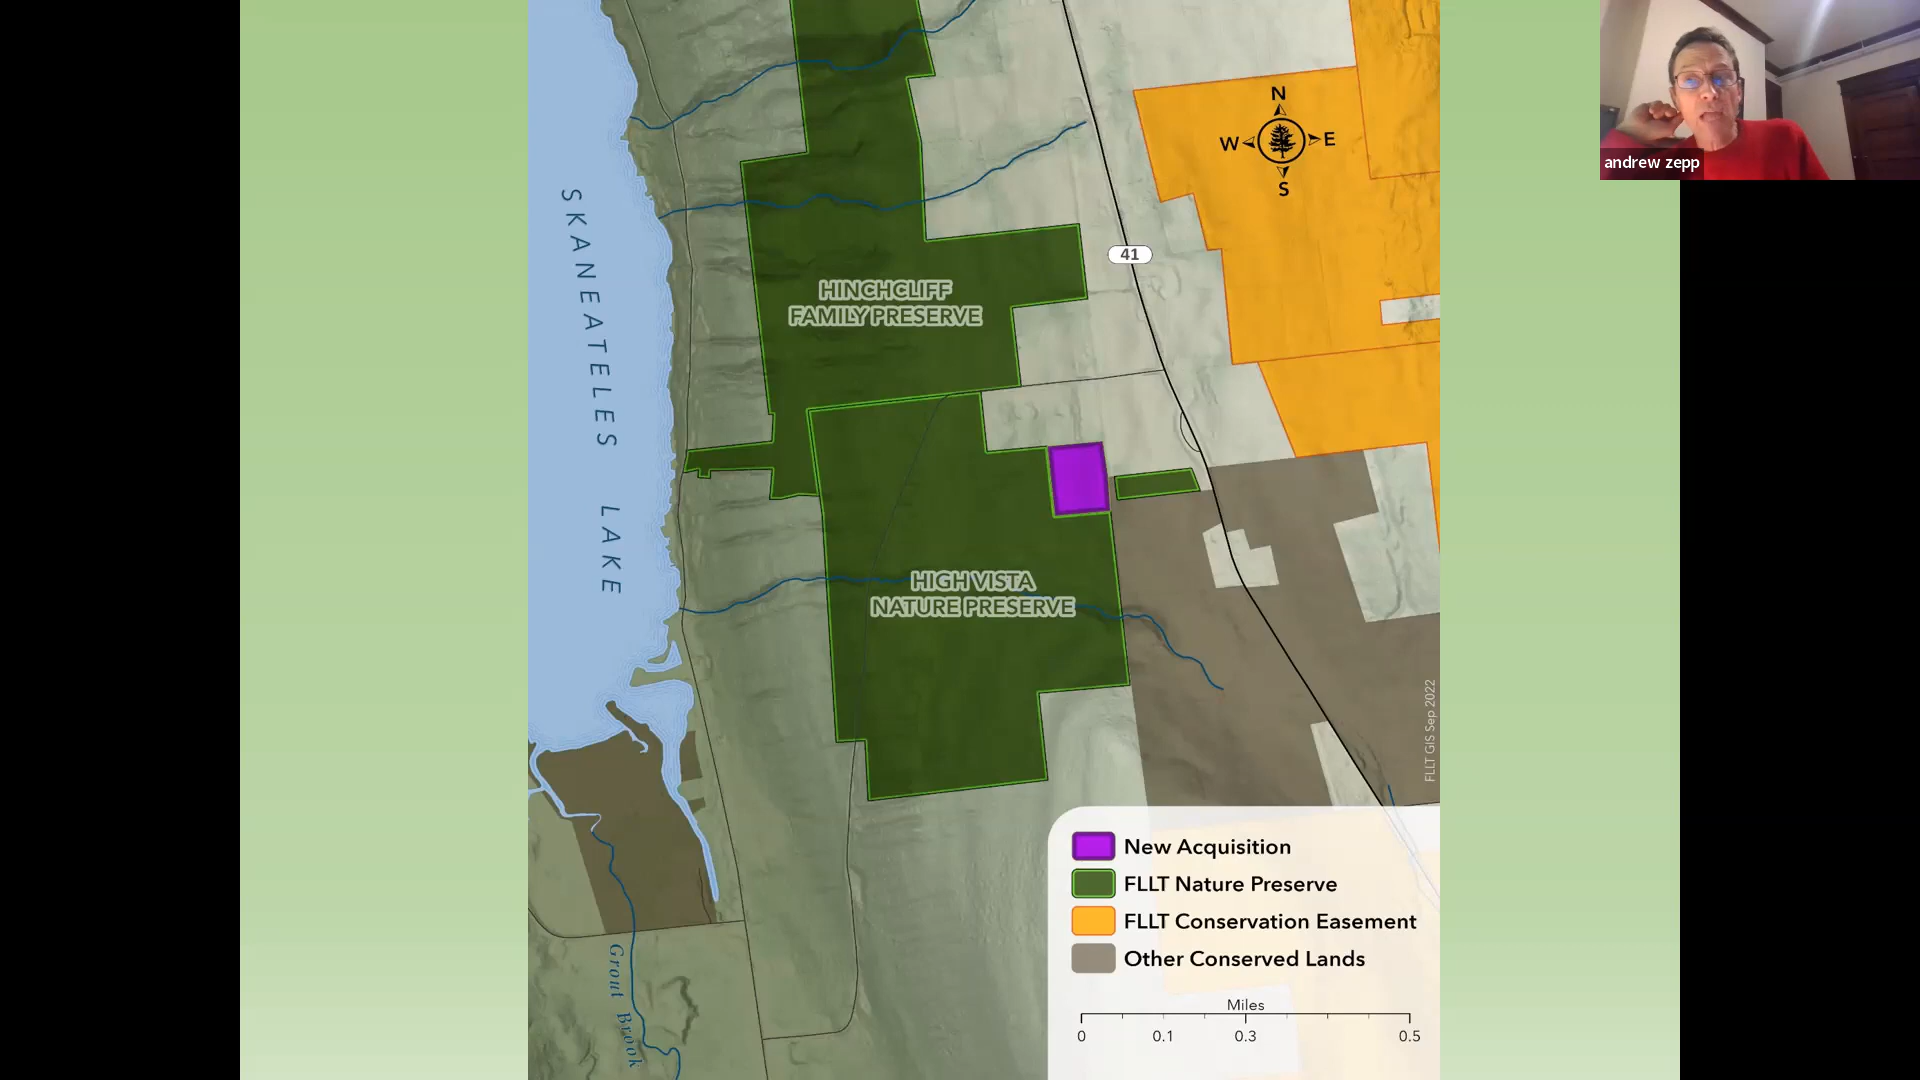 andrew zepp
N
W E
S
SKANEATELES LAKE
41
HINCHCLIFF
FAMILY PRESERVE
HIGH VISTA
NATURE PRESERVE
FLLT GIS Sep 2022
New Acquisition
FLLT Nature Preserve
FLLT Conservation Easement
Other Conserved Lands
Grout Brook
Miles
0 0.1 0.3 0.5